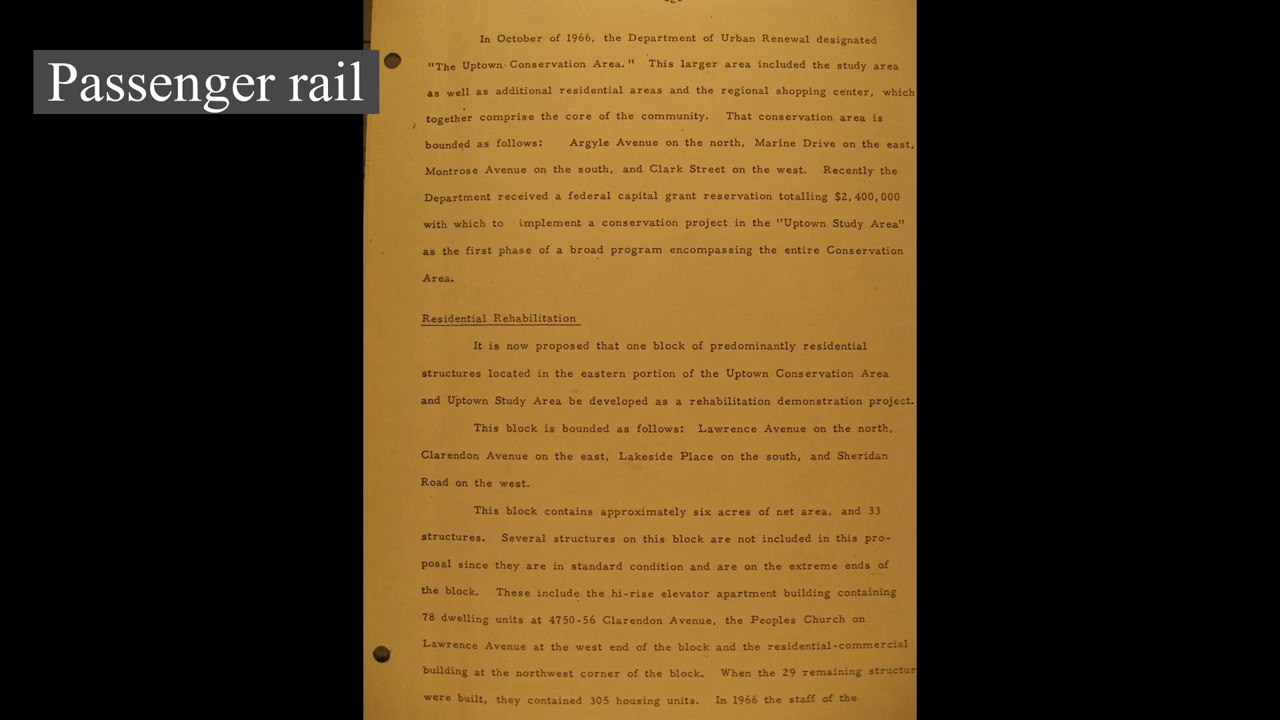 Passenger rail
In October of 1966, the Department of Urban Renewal designated
"The Uptown Conservation Area." This larger area included the study area
as well as additional residential areas and the regional shopping center, which
together comprise the core of the community. That conservation area is
bounded as follows: Argyle Avenue on the north, Marine Drive on the east,
Montrose Avenue on the south, and Clark Street on the west. Recently the
Department received a federal capital grant reservation totalling $2,400,000
with which to implement a conservation project in the "Uptown Study Area"
as the first phase of a broad program encompassing the entire Conservation
Area.
Residential Rehabilitation
It is now proposed that one block of predominantly residential
structures located in the eastern portion of the Uptown Conservation Area
and Uptown Study Area be developed as a rehabilitation demonstration project.
This block is bounded as follows: Lawrence Avenue on the north,
Clarendon Avenue on the east, Lakeside Place on the south, and Sheridan
Road on the west.
This block contains approximately six acres of net area, and 33
structures. Several structures on this block are not included in this pro-
posal since they are in standard condition and are on the extreme ends of
the block. These include the hi-rise elevator apartment building containing
78 dwelling units at 4750-56 Clarendon Avenue, the Peoples Church on
Lawrence Avenue at the west end of the block and the residential-commercial
building at the northwest corner of the block. When the 29 remaining structur
were built, they contained 305 housing units. In 1966 the staff of the